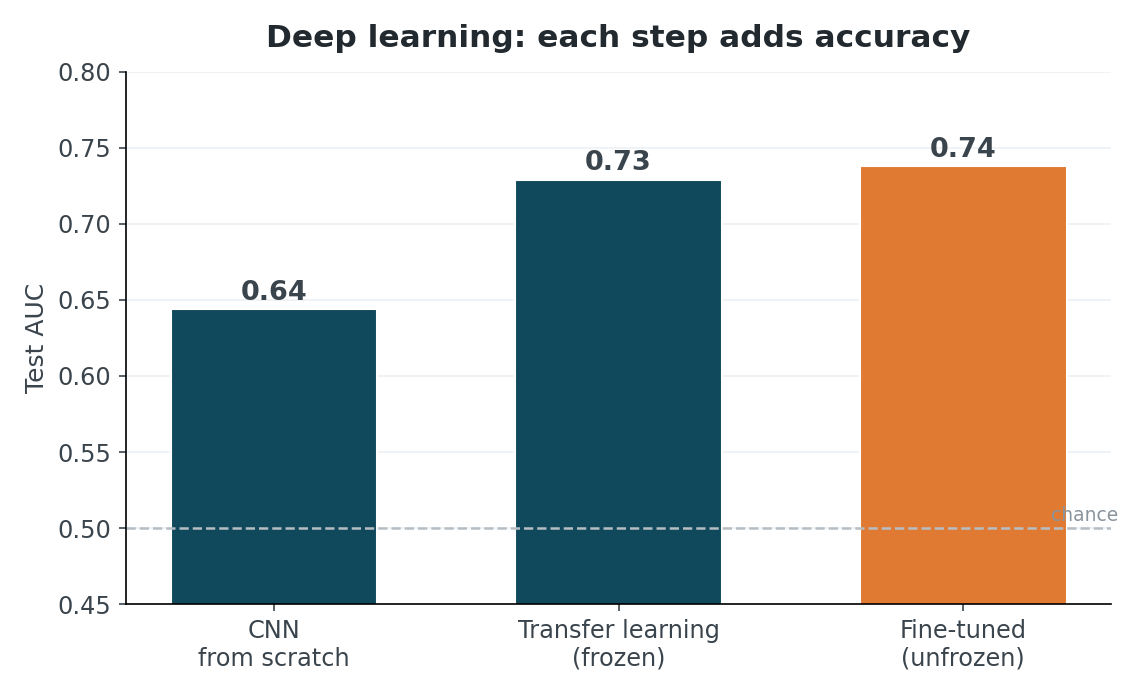 Deep learning: each step adds accuracy
0.80
0.75
0.70
0.65
0.60
0.55
0.50
0.45
Test AUC
0.64
0.73
0.74
chance
CNN
from scratch
Transfer learning
(frozen)
Fine-tuned
(unfrozen)